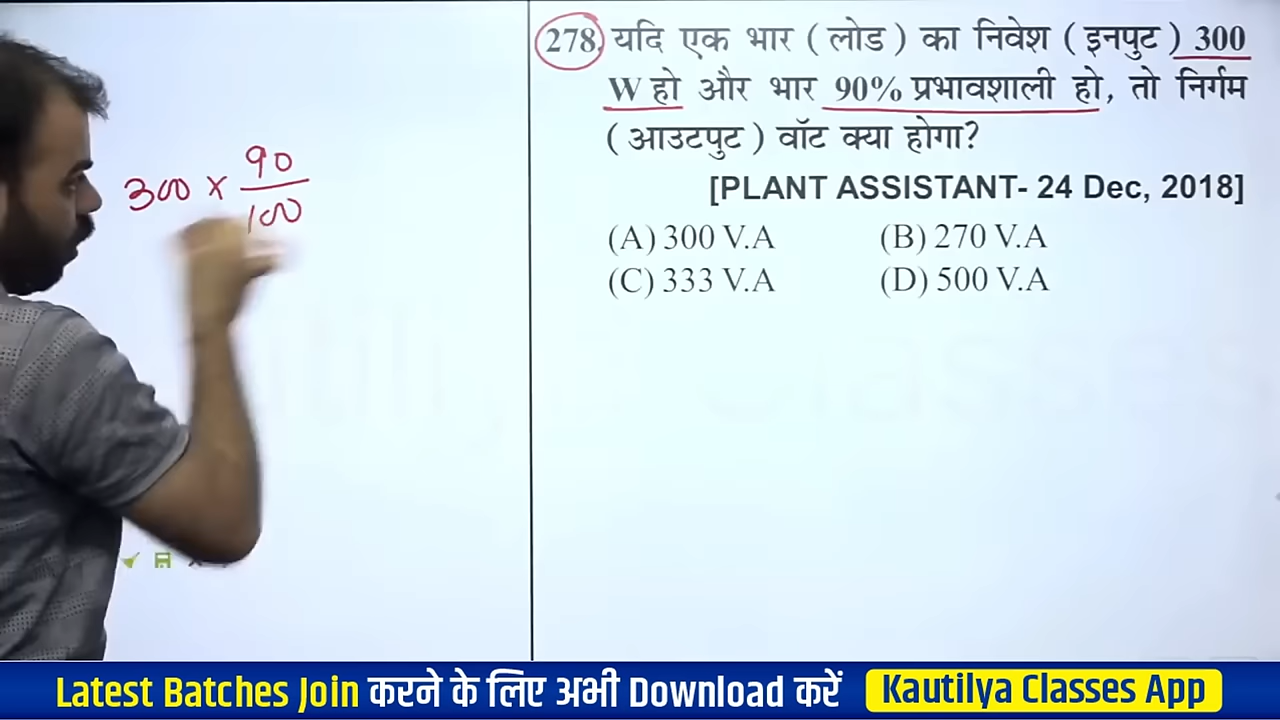 278. यदि एक भार ( लोड ) का निवेश ( इनपुट ) 300
W हो और भार 90% प्रभावशाली हो, तो निर्गम
( आउटपुट ) वॉट क्या होगा?
[PLANT ASSISTANT- 24 Dec, 2018]
(A) 300 V.A (B) 270 V.A
(C) 333 V.A (D) 500 V.A
300 × 90/100
Latest Batches Join करने के लिए अभी Download करें Kautilya Classes App